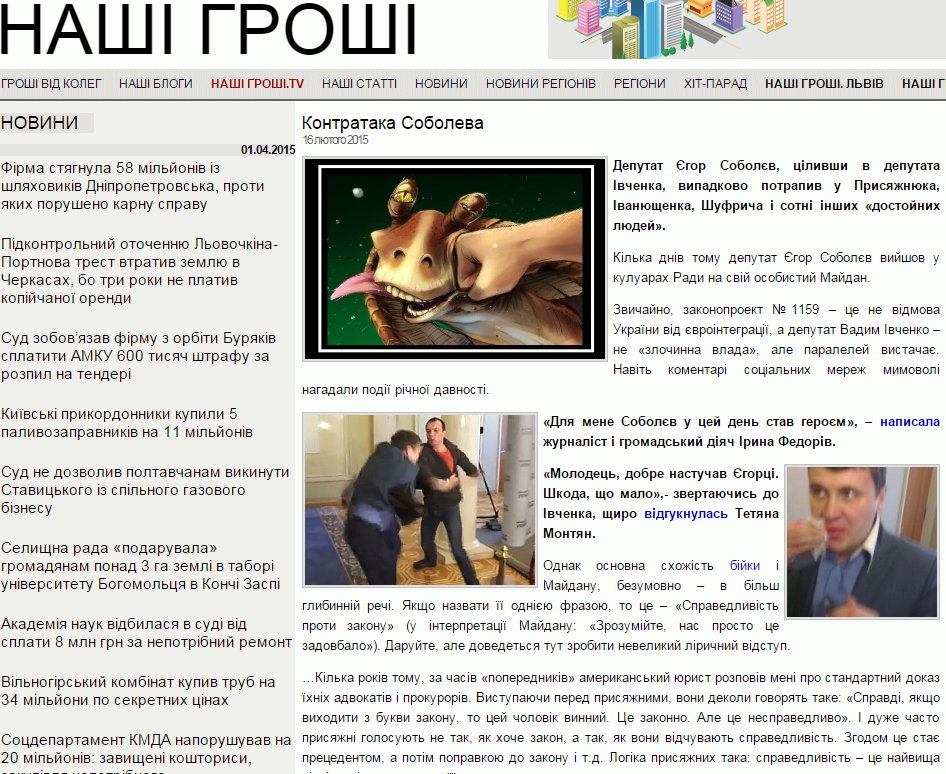 НАШІ ГРОШІ
ГРОШІ ВІД КОЛЕГ НАШІ БЛОГИ НАШІ ГРОШІ.TV НАШІ СТАТТІ НОВИНИ НОВИНИ РЕГІОНІВ РЕГІОНИ ХІТ-ПАРАД НАШІ ГРОШІ. ЛЬВІВ НАШІ Г
НОВИНИ
01.04.2015
Фірма стягнула 58 мільйонів із
шляховиків Дніпропетровська, проти
яких порушено карну справу
Підконтрольний оточенню Льовочкіна-
Портнова трест втратив землю в
Черкасах, бо три роки не платив
копійчаної оренди
Суд зобов'язав фірму з орбіти Буряків
сплатити АМКУ 600 тисяч штрафу за
розпил на тендері
Київські прикордонники купили 5
паливозаправників на 11 мільйонів
Суд не дозволив полтавчанам викинути
Ставицького із спільного газового
бізнесу
Селищна рада «подарувала»
громадянам понад 3 га землі в таборі
університету Богомольця в Кончі Заспі
Академія наук відбилася в суді від
сплати 8 млн грн за непотрібний ремонт
Вільногірський комбінат купив труб на
34 мільйони по секретних цінах
Соцдепартамент КМДА напорушував на
20 мільйонів: завищені кошториси,
Контратака Соболева
16 лютого 2015
Депутат Єгор Соболєв, ціливши в депутата
Івченка, випадково потрапив у Присяжнюка,
Іванющенка, Шуфрича і сотні інших «достойних
людей».
Кілька днів тому депутат Єгор Соболєв вийшов у
кулуарах Ради на свій особистий Майдан.
Звичайно, законопроект № 1159 – це не відмова
України від євроінтеграції, а депутат Вадим Івченко –
не «злочинна влада», але паралелей вистачає.
Навіть коментарі соціальних мереж мимоволі
нагадали події річної давності.
«Для мене Соболєв у цей день став героєм», – написала
журналіст і громадський діяч Ірина Федорів.
«Молодець, добре настучав Єгорці.
Шкода, що мало»,- звертаючись до
Івченка, щиро відгукнулась Тетяна
Монтян.
Однак основна схожість бійки і
Майдану, безумовно – в більш
глибинній речі. Якщо назвати її однією фразою, то це – «Справедливість
проти закону» (у інтерпретації Майдану: «Зрозумійте, нас просто це
задовбало»). Даруйте, але доведеться тут зробити невеликий ліричний відступ.
…Кілька років тому, за часів «попередників» американський юрист розповів мені про стандартний доказ
їхніх адвокатів і прокурорів. Виступаючи перед присяжними, вони деколи говорять таке: «Справді, якщо
виходити з букви закону, то цей чоловік винний. Це законно. Але це несправедливо». І дуже часто
присяжні голосують не так, як хоче закон, а так, як вони відчувають справедливість. Згодом це стає
прецедентом, а потім поправкою до закону і т.д. Логіка присяжних така: справедливість – це найвища